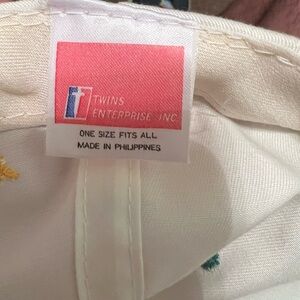 TWINS
ENTERPRISE INC
ONE SIZE FITS ALL
MADE IN PHILIPPINES